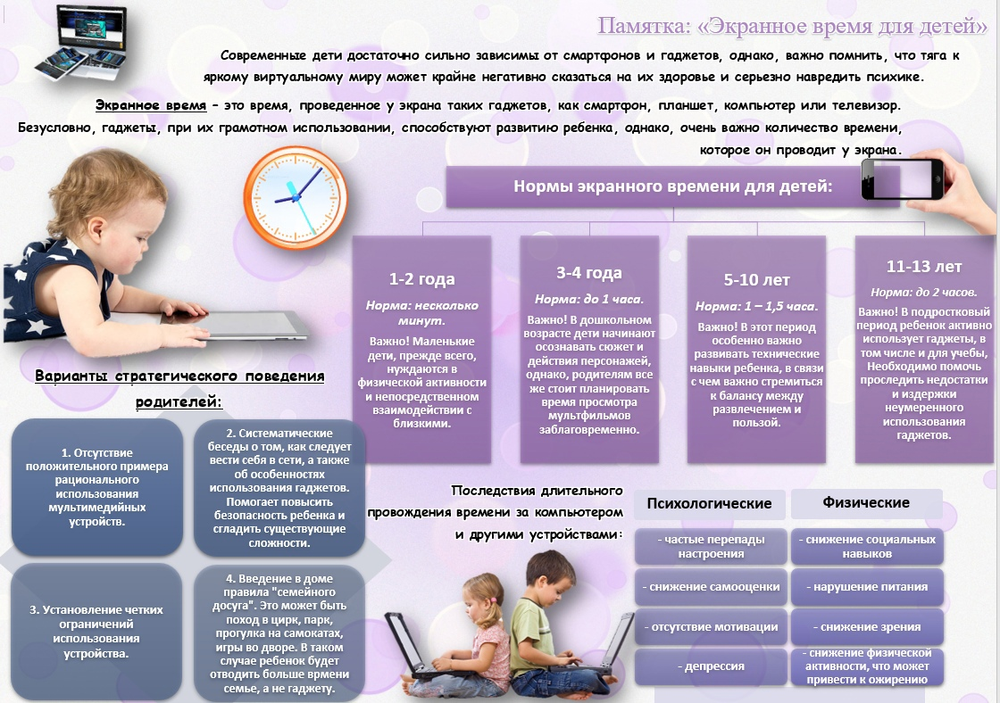 Памятка: «Экранное время для детей»
Современные дети достаточно сильно зависимы от смартфонов и гаджетов, однако, важно помнить, что тяга к
яркому виртуальному миру может крайне негативно сказаться на их здоровье и серьезно навредить психике.
Экранное время – это время, проведенное у экрана таких гаджетов, как смартфон, планшет, компьютер или телевизор.
Безусловно, гаджеты, при их грамотном использовании, способствуют развитию ребенка, однако, очень важно количество времени,
которое он проводит у экрана.
Нормы экранного времени для детей:
1-2 года
Норма: несколько
минут.
Важно! Маленькие
дети, прежде всего,
нуждаются в
физической активности
и непосредственном
взаимодействии с
близкими.
3-4 года
Норма: до 1 часа.
Важно! В дошкольном
возрасте дети начинают
осознавать сюжет и
действия персонажей,
однако, родителям все
же стоит планировать
время просмотра
мультфильмов
заблаговременно.
5-10 лет
Норма: 1 – 1,5 часа.
Важно! В этот период
особенно важно
развивать технические
навыки ребенка, в связи
с чем важно стремиться
к балансу между
развлечением и
пользой.
11-13 лет
Норма: до 2 часов.
Важно! В подростковый
период ребенок активно
использует гаджеты, в
том числе и для учебы,
Необходимо помочь
проследить недостатки
и издержки
неумеренного
использования
гаджетов.
Варианты стратегического поведения
родителей:
1. Отсутствие
положительного примера
рационального
использования
мультимедийных
устройств.
2. Систематические
беседы о том, как следует
вести себя в сети, а также
об особенностях
использования гаджетов.
Помогает повысить
безопасность ребенка и
сгладить существующие
сложности.
3. Установление четких
ограничений
использования
устройства.
4. Введение в доме
правила "семейного
досуга". Это может быть
поход в цирк, парк,
прогулка на самокатах,
игры во дворе. В таком
случае ребенок будет
отводить больше врмени
семье, а не гаджету.
Последствия длительного
провождения времени за компьютером
и другими устройствами:
Психологические
- частые перепады
настроения
- снижение самооценки
- отсутствие мотивации
- депрессия
Физические
- снижение социальных
навыков
- нарушение питания
- снижение зрения
- снижение физической
активности, что может
привести к ожирению